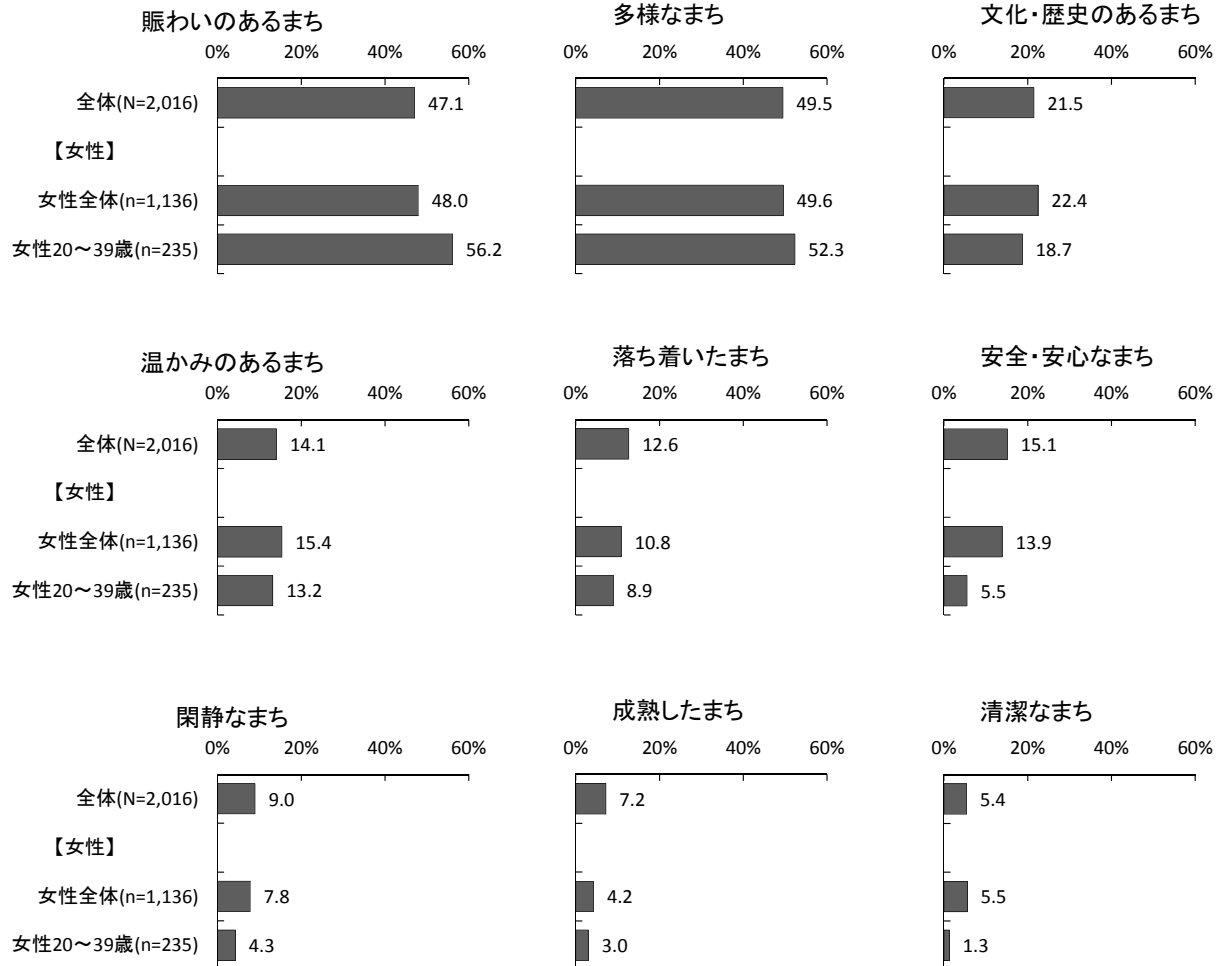 賑わいのあるまち
0% 20% 40% 60%
全体(N=2,016) 47.1
【女性】
女性全体(n=1,136) 48.0
女性20～39歳(n=235) 56.2
多様なまち
0% 20% 40% 60%
49.5
49.6
52.3
文化・歴史のあるまち
0% 20% 40% 60%
21.5
22.4
18.7
温かみのあるまち
0% 20% 40% 60%
全体(N=2,016) 14.1
【女性】
女性全体(n=1,136) 15.4
女性20～39歳(n=235) 13.2
落ち着いたまち
0% 20% 40% 60%
12.6
10.8
8.9
安全・安心なまち
0% 20% 40% 60%
15.1
13.9
5.5
閑静なまち
0% 20% 40% 60%
全体(N=2,016) 9.0
【女性】
女性全体(n=1,136) 7.8
女性20～39歳(n=235) 4.3
成熟したまち
0% 20% 40% 60%
7.2
4.2
3.0
清潔なまち
0% 20% 40% 60%
5.4
5.5
1.3